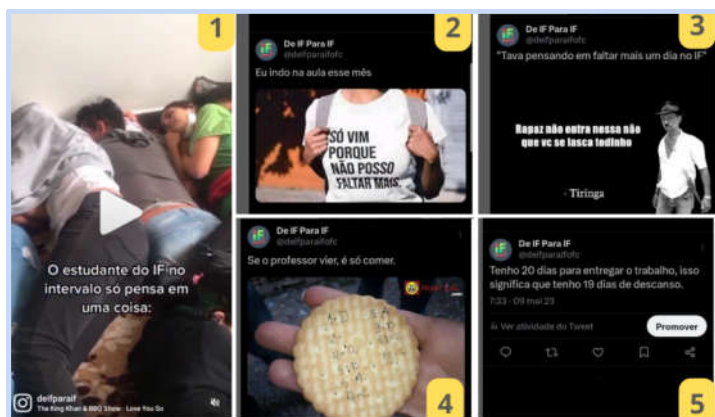 1
O estudante do IF no
intervalo só pensa em
uma coisa:
deifparaif
The King Khan & BBQ Show · Love You So
2
De IF Para IF
@deifparaifofc
Eu indo na aula esse mês
SÓ VIM
PORQUE
NÃO POSSO
FALTAR MAIS.
3
De IF Para IF
@deifparaifofc
"Tava pensando em faltar mais um dia no IF"
Rapaz não entra nessa não
que vc se lasca todinho
- Tiringa
De IF Para IF
@deifparaifofc
Se o professor vier, é só comer.
4
De IF Para IF
@deifparaifofc
Tenho 20 dias para entregar o trabalho, isso
significa que tenho 19 dias de descanso.
7:33 · 09 mai 23
Ver atividade do Tweet
Promover
5